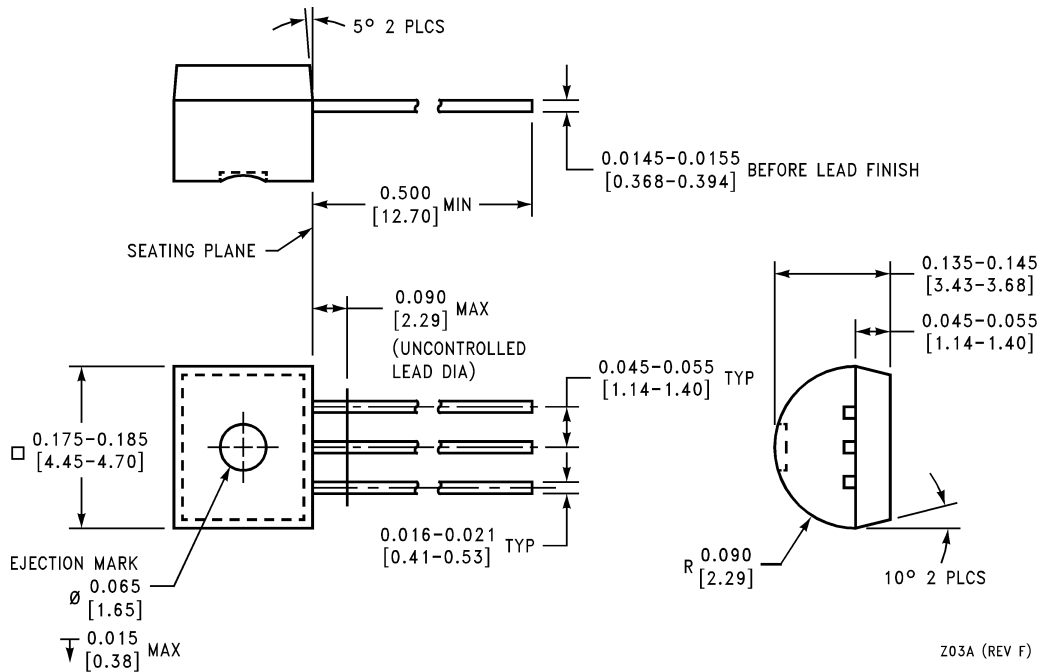 5° 2 PLCS
0.0145-0.0155
[0.368-0.394]
BEFORE LEAD FINISH
0.500
[12.70]
MIN
SEATING PLANE
0.090
[2.29]
MAX
(UNCONTROLLED
LEAD DIA)
0.135-0.145
[3.43-3.68]
0.045-0.055
[1.14-1.40]
0.045-0.055
[1.14-1.40]
TYP
□ 0.175-0.185
[4.45-4.70]
0.016-0.021
[0.41-0.53]
TYP
EJECTION MARK
Ø 0.065
[1.65]
0.015
[0.38]
MAX
R 0.090
[2.29]
10° 2 PLCS
Z03A (REV F)